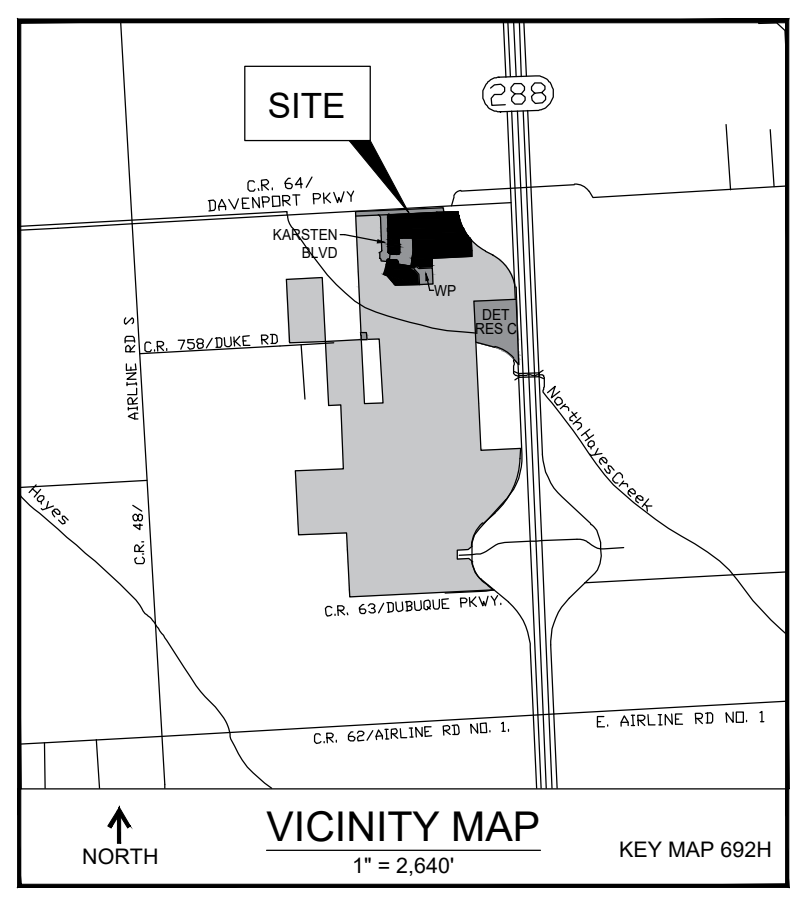 288
SITE
C.R. 64/
DAVENPORT PKWY
KARSTEN
BLVD
WP
DET
RES C
AIRLINE RD S
C.R. 758/DUKE RD
North Hayes Creek
Hayes
C.R. 48/
C.R. 63/DUBUQUE PKWY.
C.R. 62/AIRLINE RD NO. 1.
E. AIRLINE RD NO. 1
NORTH
VICINITY MAP
1" = 2,640'
KEY MAP 692H